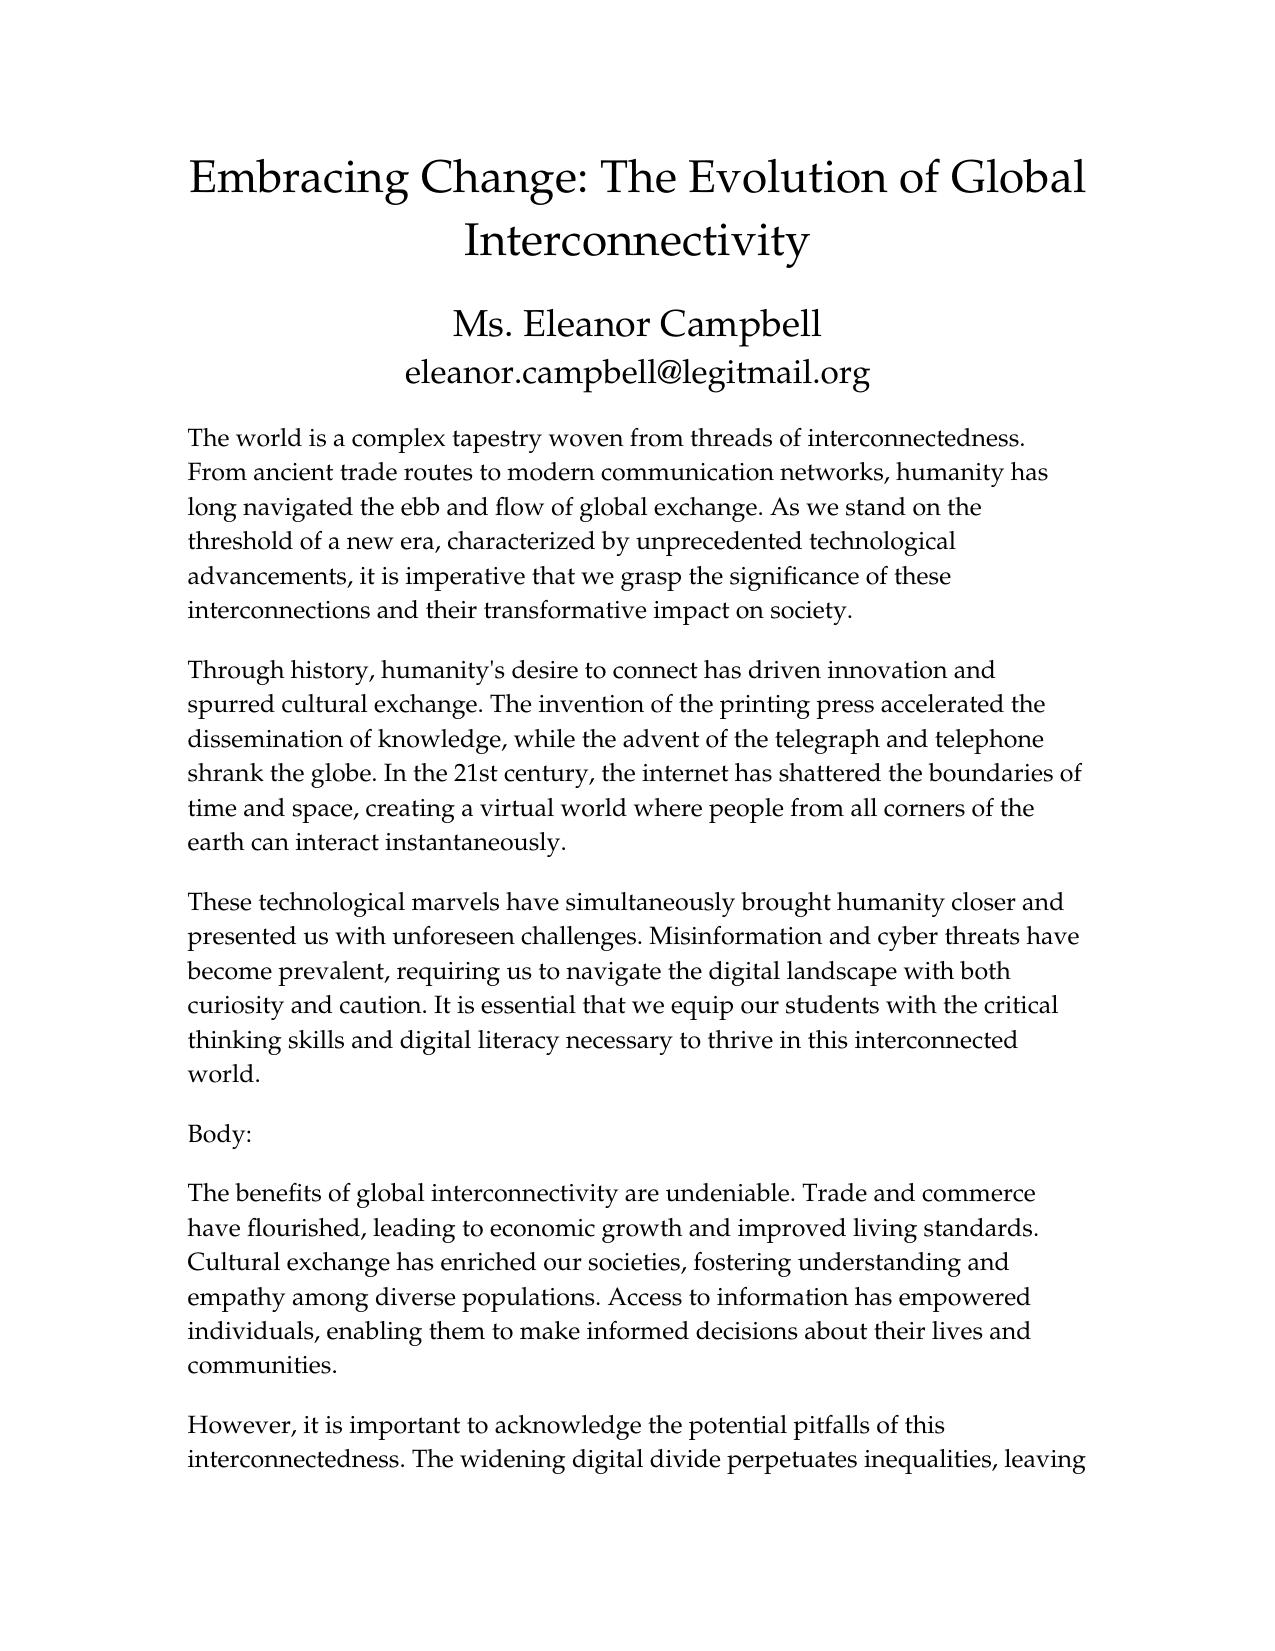 Embracing Change: The Evolution of Global
Interconnectivity
Ms. Eleanor Campbell
eleanor.campbell@legitmail.org
The world is a complex tapestry woven from threads of interconnectedness.
From ancient trade routes to modern communication networks, humanity has
long navigated the ebb and flow of global exchange. As we stand on the
threshold of a new era, characterized by unprecedented technological
advancements, it is imperative that we grasp the significance of these
interconnections and their transformative impact on society.
Through history, humanity's desire to connect has driven innovation and
spurred cultural exchange. The invention of the printing press accelerated the
dissemination of knowledge, while the advent of the telegraph and telephone
shrank the globe. In the 21st century, the internet has shattered the boundaries of
time and space, creating a virtual world where people from all corners of the
earth can interact instantaneously.
These technological marvels have simultaneously brought humanity closer and
presented us with unforeseen challenges. Misinformation and cyber threats have
become prevalent, requiring us to navigate the digital landscape with both
curiosity and caution. It is essential that we equip our students with the critical
thinking skills and digital literacy necessary to thrive in this interconnected
world.
Body:
The benefits of global interconnectivity are undeniable. Trade and commerce
have flourished, leading to economic growth and improved living standards.
Cultural exchange has enriched our societies, fostering understanding and
empathy among diverse populations. Access to information has empowered
individuals, enabling them to make informed decisions about their lives and
communities.
However, it is important to acknowledge the potential pitfalls of this
interconnectedness. The widening digital divide perpetuates inequalities, leaving